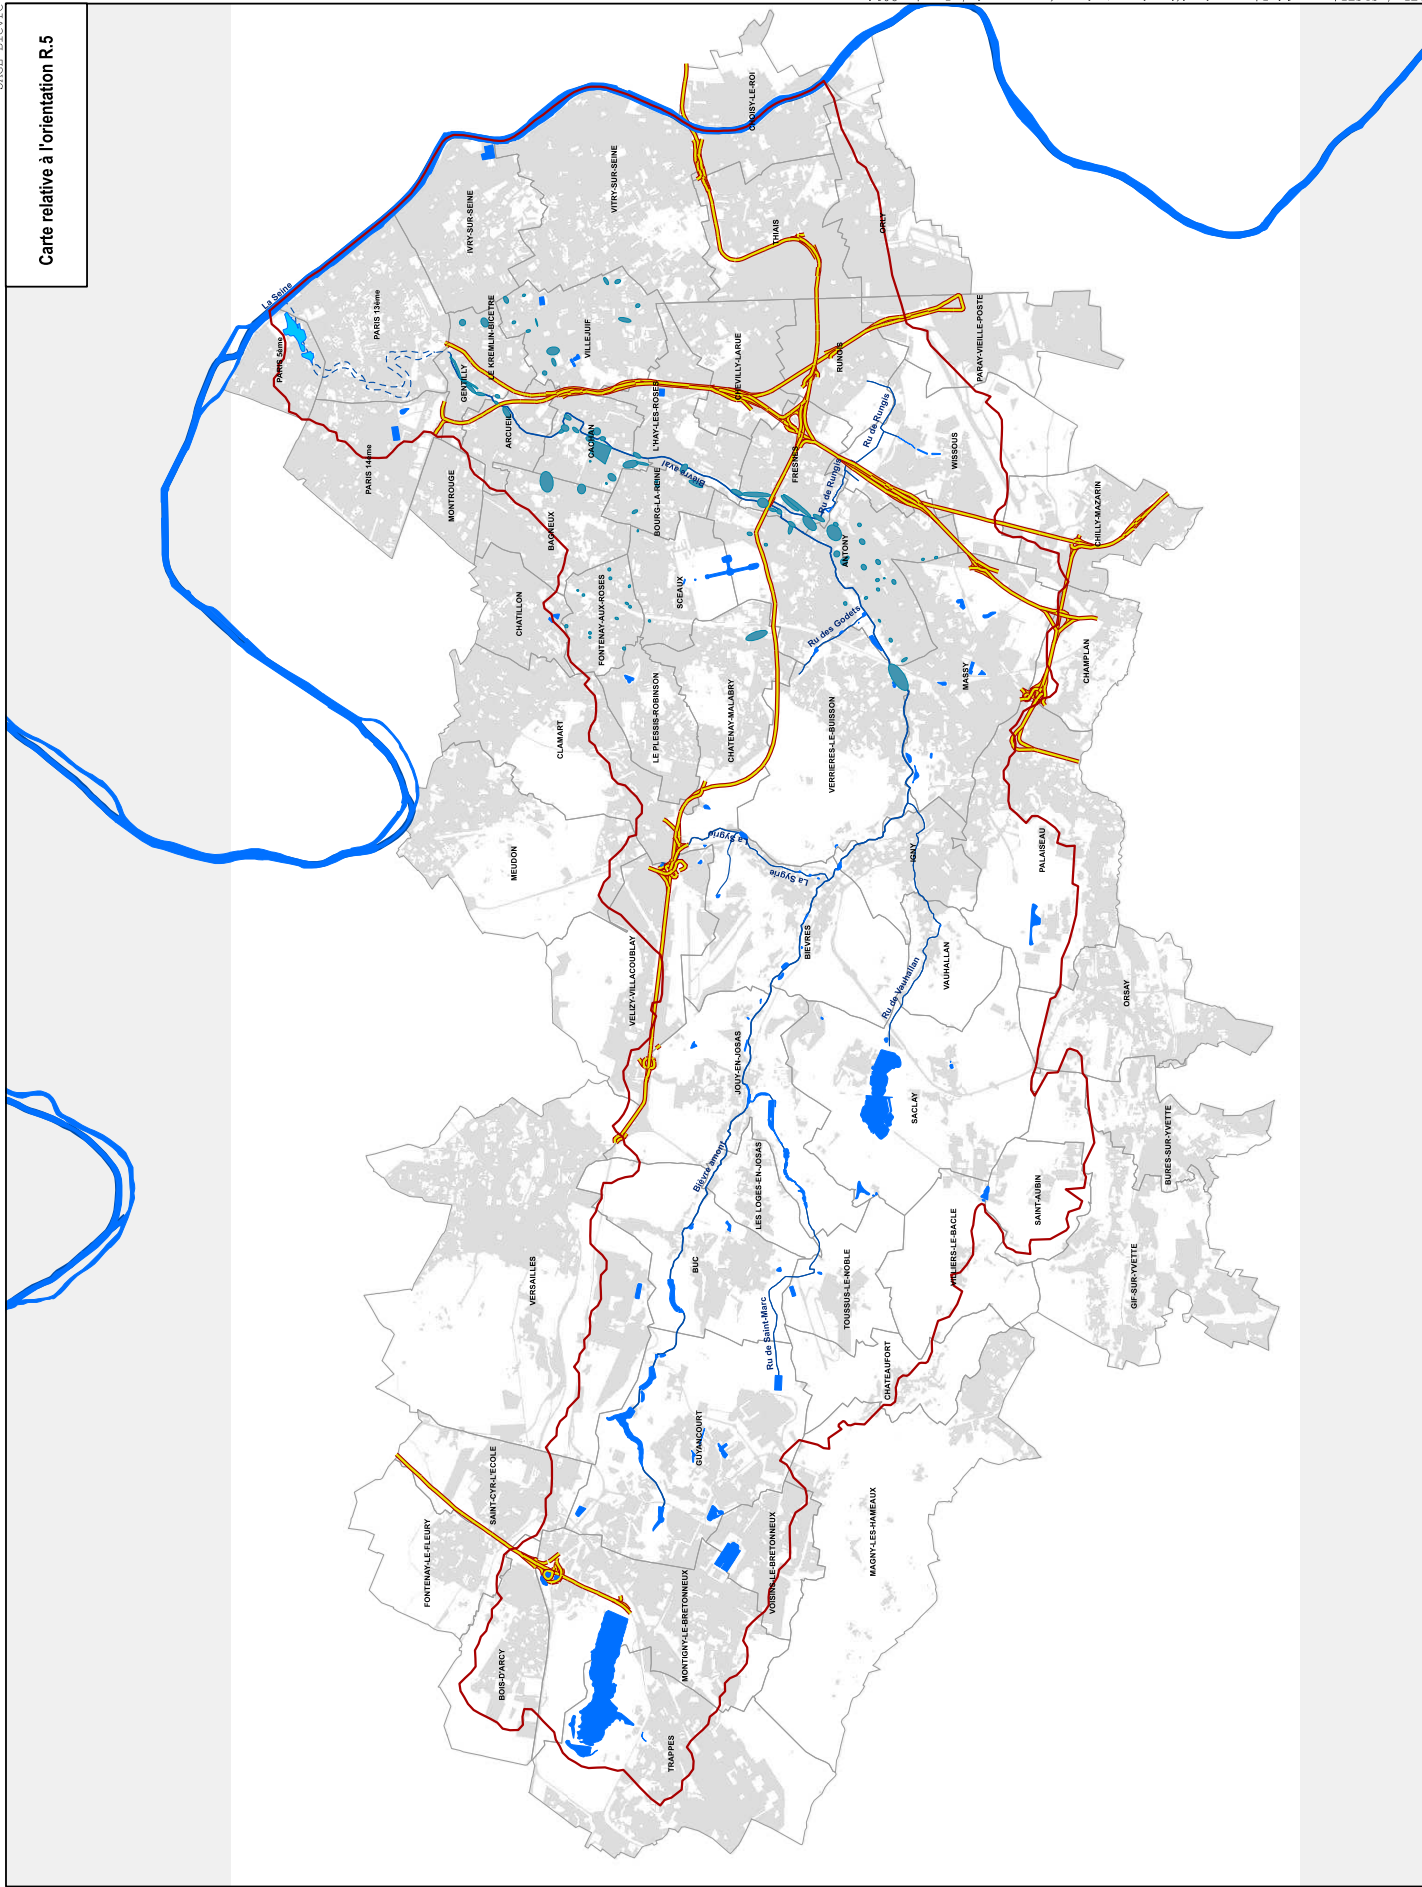 Carte relative à l'orientation R.5
La Seine
PARIS 5ème
PARIS 13ème
PARIS 14ème
IVRY-SUR-SEINE
VITRY-SUR-SEINE
CHOISY-LE-ROI
THIAIS
ORLY
GENTILLY
LE KREMLIN-BICETRE
VILLEJUIF
ARCUEIL
CACHAN
L'HAY-LES-ROSES
CHEVILLY-LARUE
RUNGIS
PARAY-VIEILLE-POSTE
MONTROUGE
BAGNEUX
BOURG-LA-REINE
Bièvre aval
FRESNES
Ru de Rungis
Ru de Rungis
WISSOUS
CHILLY-MAZARIN
CHATILLON
FONTENAY-AUX-ROSES
SCEAUX
ANTONY
Ru des Godets
MASSY
CHAMPLAN
CLAMART
LE PLESSIS-ROBINSON
CHATENAY-MALABRY
VERRIERES-LE-BUISSON
MEUDON
La Sygrie
La Sygrie
IGNY
PALAISEAU
VELIZY-VILLACOUBLAY
BIEVRES
VAUHALLAN
Ru de Vauhallan
ORSAY
JOUY-EN-JOSAS
SACLAY
BURES-SUR-YVETTE
Bièvre amont
LES LOGES-EN-JOSAS
SAINT-AUBIN
VERSAILLES
BUC
TOUSSUS-LE-NOBLE
VILLIERS-LE-BACLE
GIF-SUR-YVETTE
Ru de Saint-Marc
CHATEAUFORT
GUYANCOURT
SAINT-CYR-L'ECOLE
FONTENAY-LE-FLEURY
MAGNY-LES-HAMEAUX
VOISINS-LE-BRETONNEUX
MONTIGNY-LE-BRETONNEUX
BOIS-D'ARCY
TRAPPES